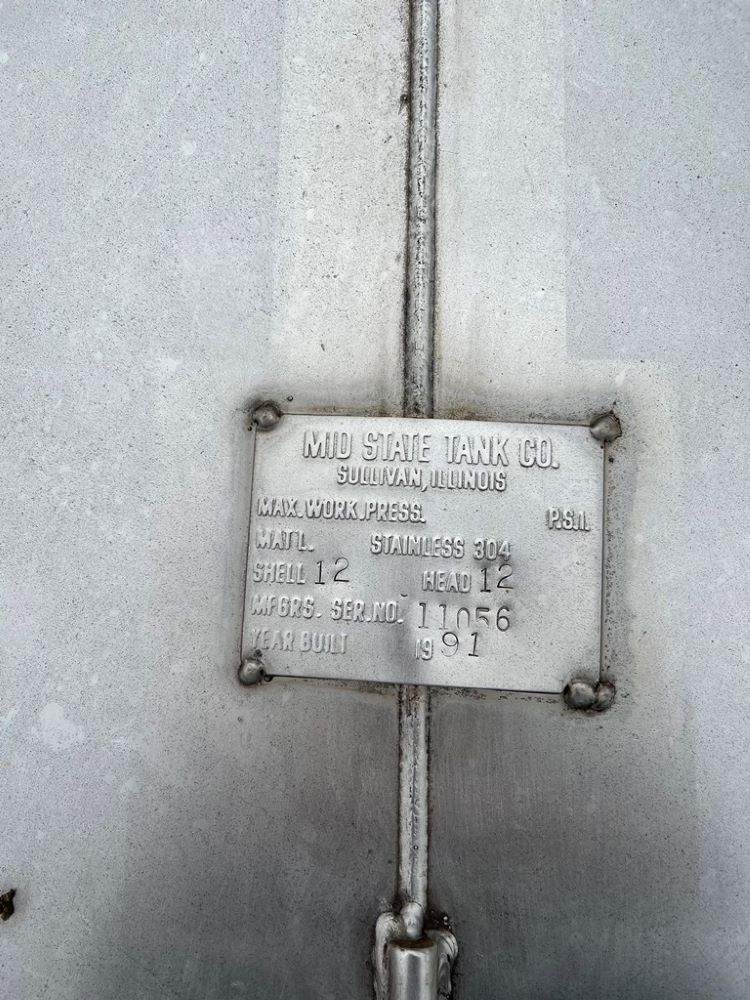 MID STATE TANK CO.
SULLIVAN, ILLINOIS
MAX. WORK. PRESS. P.S.I.
MAT'L. STAINLESS 304
SHELL 12 HEAD 12
MFGRS. SER. NO. 11056
YEAR BUILT 1991